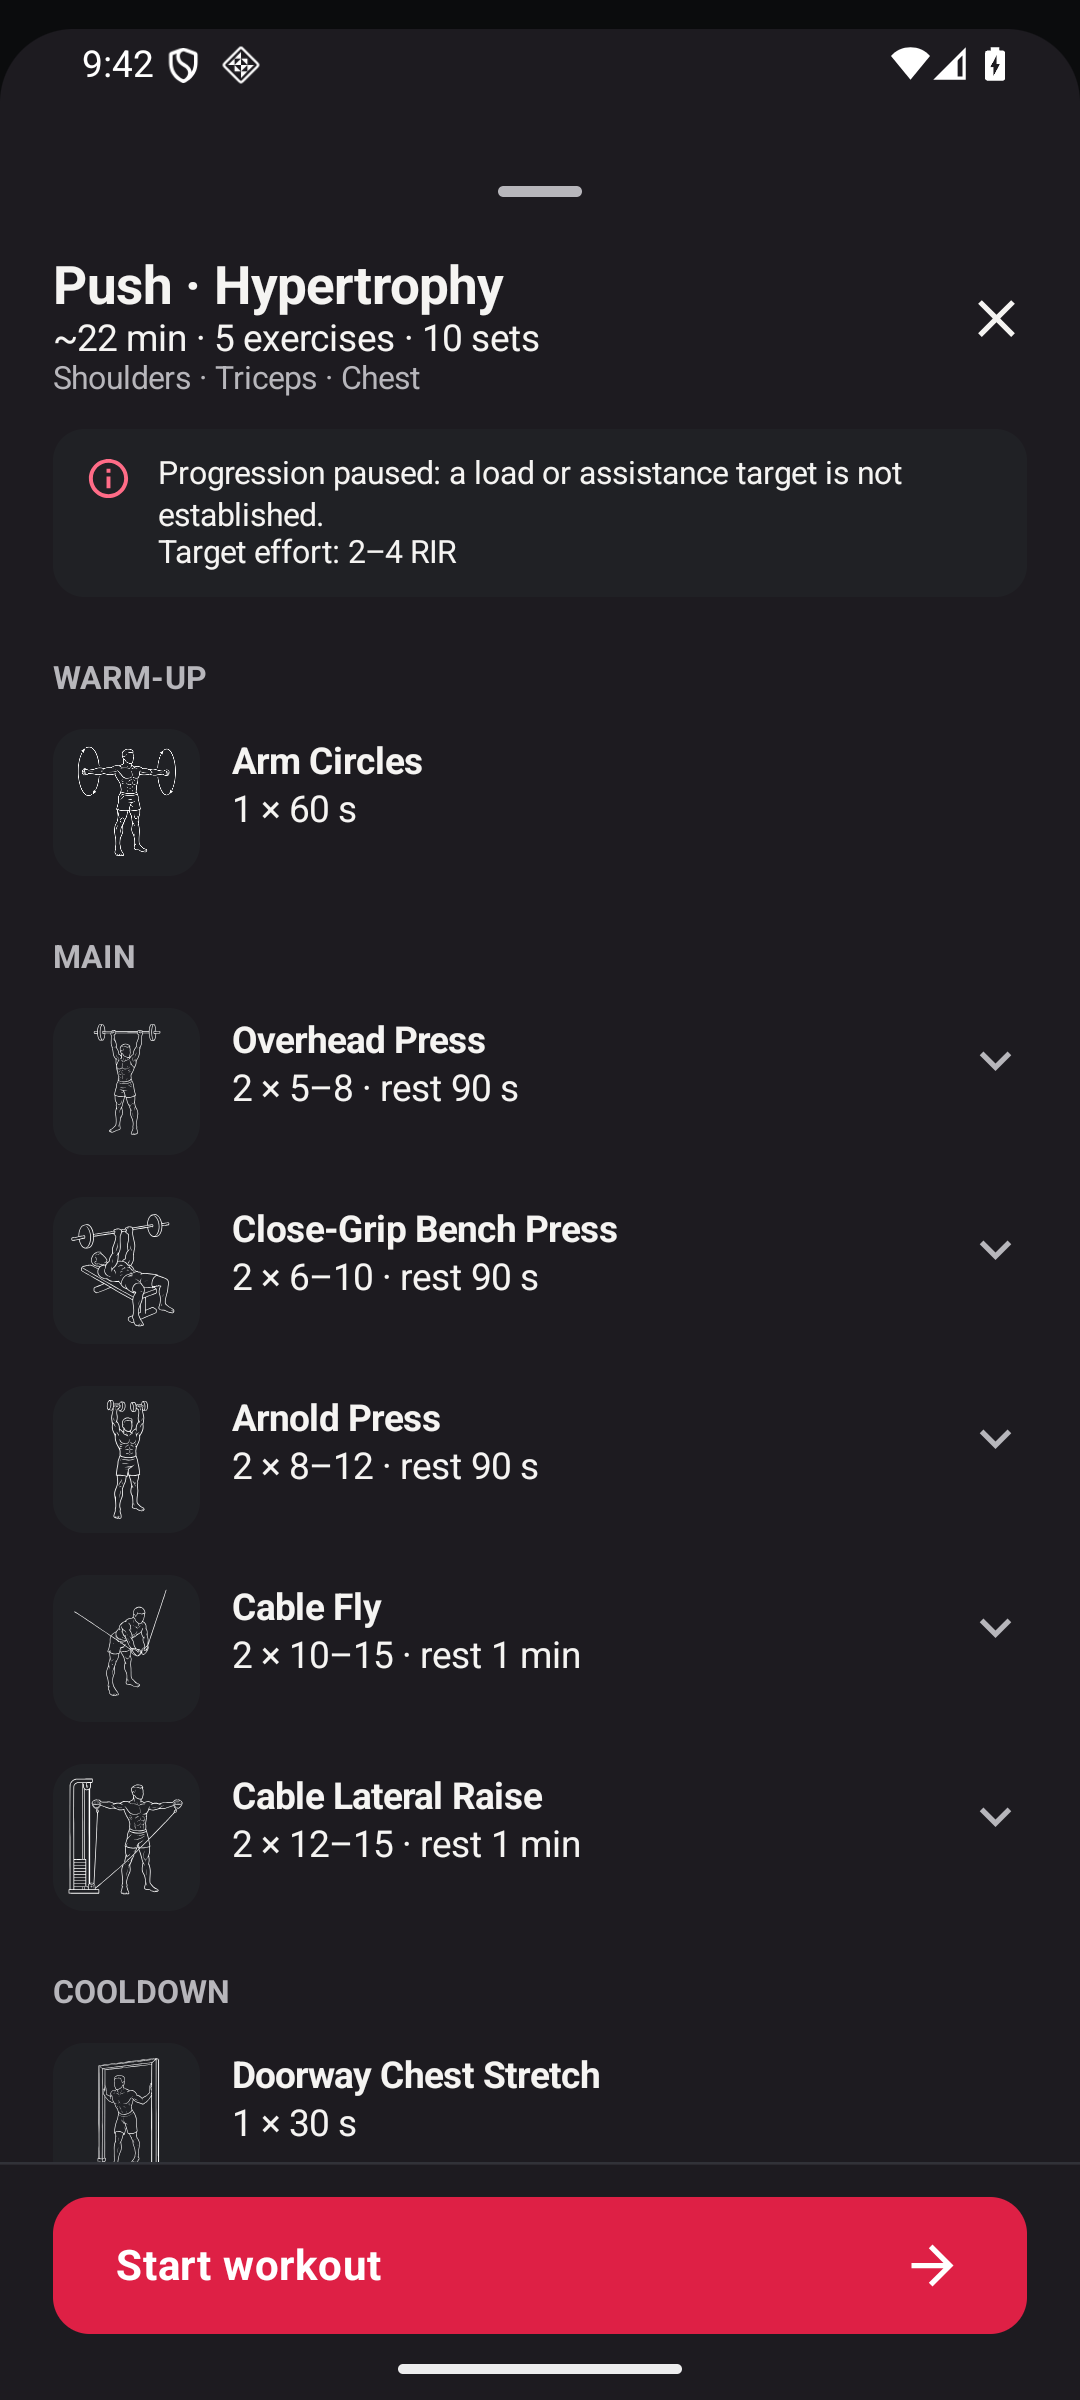 9:42
Push · Hypertrophy
~22 min · 5 exercises · 10 sets
Shoulders · Triceps · Chest
Progression paused: a load or assistance target is not
established.
Target effort: 2–4 RIR
WARM-UP
Arm Circles
1 × 60 s
MAIN
Overhead Press
2 × 5–8 · rest 90 s
Close-Grip Bench Press
2 × 6–10 · rest 90 s
Arnold Press
2 × 8–12 · rest 90 s
Cable Fly
2 × 10–15 · rest 1 min
Cable Lateral Raise
2 × 12–15 · rest 1 min
COOLDOWN
Doorway Chest Stretch
1 × 30 s
Start workout